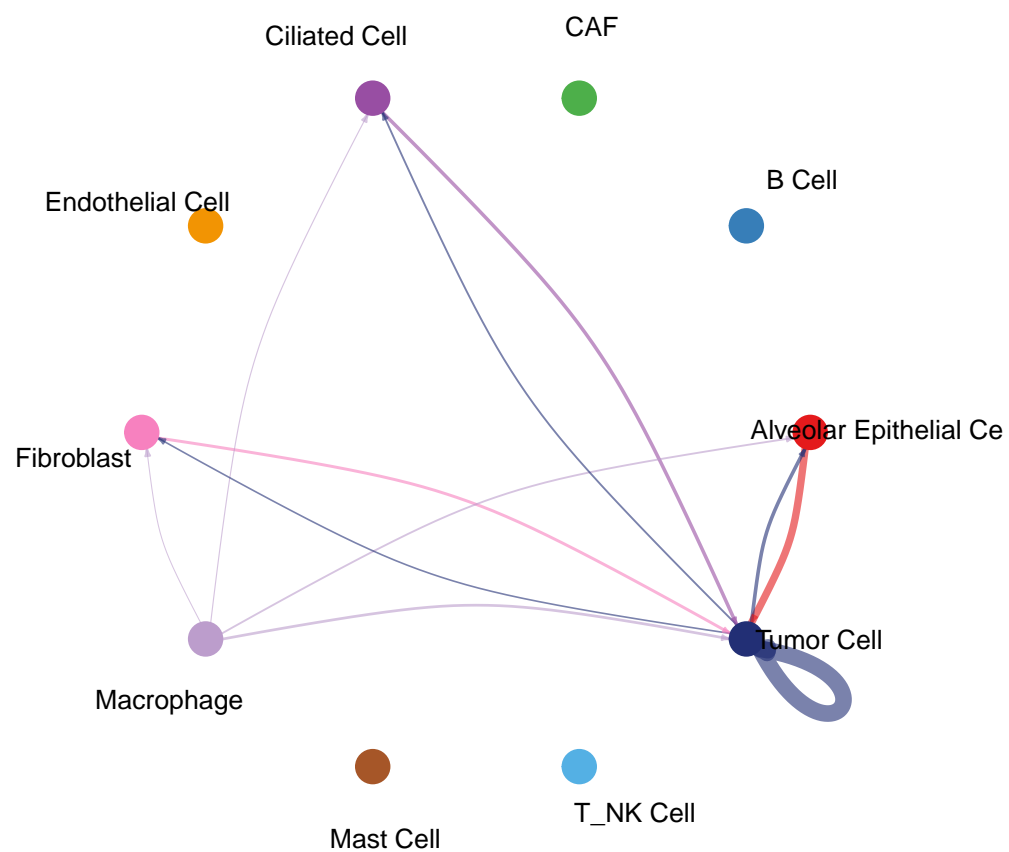 CAF
Ciliated Cell
B Cell
Endothelial Cell
Alveolar Epithelial Ce
Fibroblast
Tumor Cell
Macrophage
T_NK Cell
Mast Cell